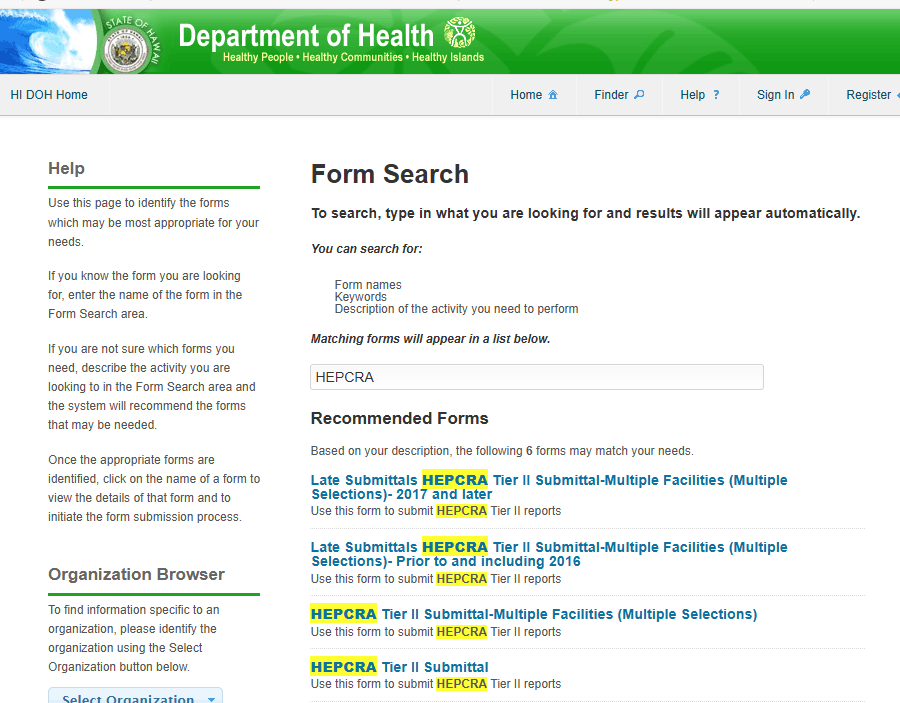 STATE OF HAWAII
Department of Health
Healthy People • Healthy Communities • Healthy Islands
HI DOH Home
Home
Finder
Help ?
Sign In
Register
Help
Use this page to identify the forms
which may be most appropriate for your
needs.
If you know the form you are looking
for, enter the name of the form in the
Form Search area.
If you are not sure which forms you
need, describe the activity you are
looking to in the Form Search area and
the system will recommend the forms
that may be needed.
Once the appropriate forms are
identified, click on the name of a form to
view the details of that form and to
initiate the form submission process.
Organization Browser
To find information specific to an
organization, please identify the
organization using the Select
Organization button below.
Select Organization
Form Search
To search, type in what you are looking for and results will appear automatically.
You can search for:
Form names
Keywords
Description of the activity you need to perform
Matching forms will appear in a list below.
HEPCRA
Recommended Forms
Based on your description, the following 6 forms may match your needs.
Late Submittals HEPCRA Tier II Submittal-Multiple Facilities (Multiple
Selections)- 2017 and later
Use this form to submit HEPCRA Tier II reports
Late Submittals HEPCRA Tier II Submittal-Multiple Facilities (Multiple
Selections)- Prior to and including 2016
Use this form to submit HEPCRA Tier II reports
HEPCRA Tier II Submittal-Multiple Facilities (Multiple Selections)
Use this form to submit HEPCRA Tier II reports
HEPCRA Tier II Submittal
Use this form to submit HEPCRA Tier II reports